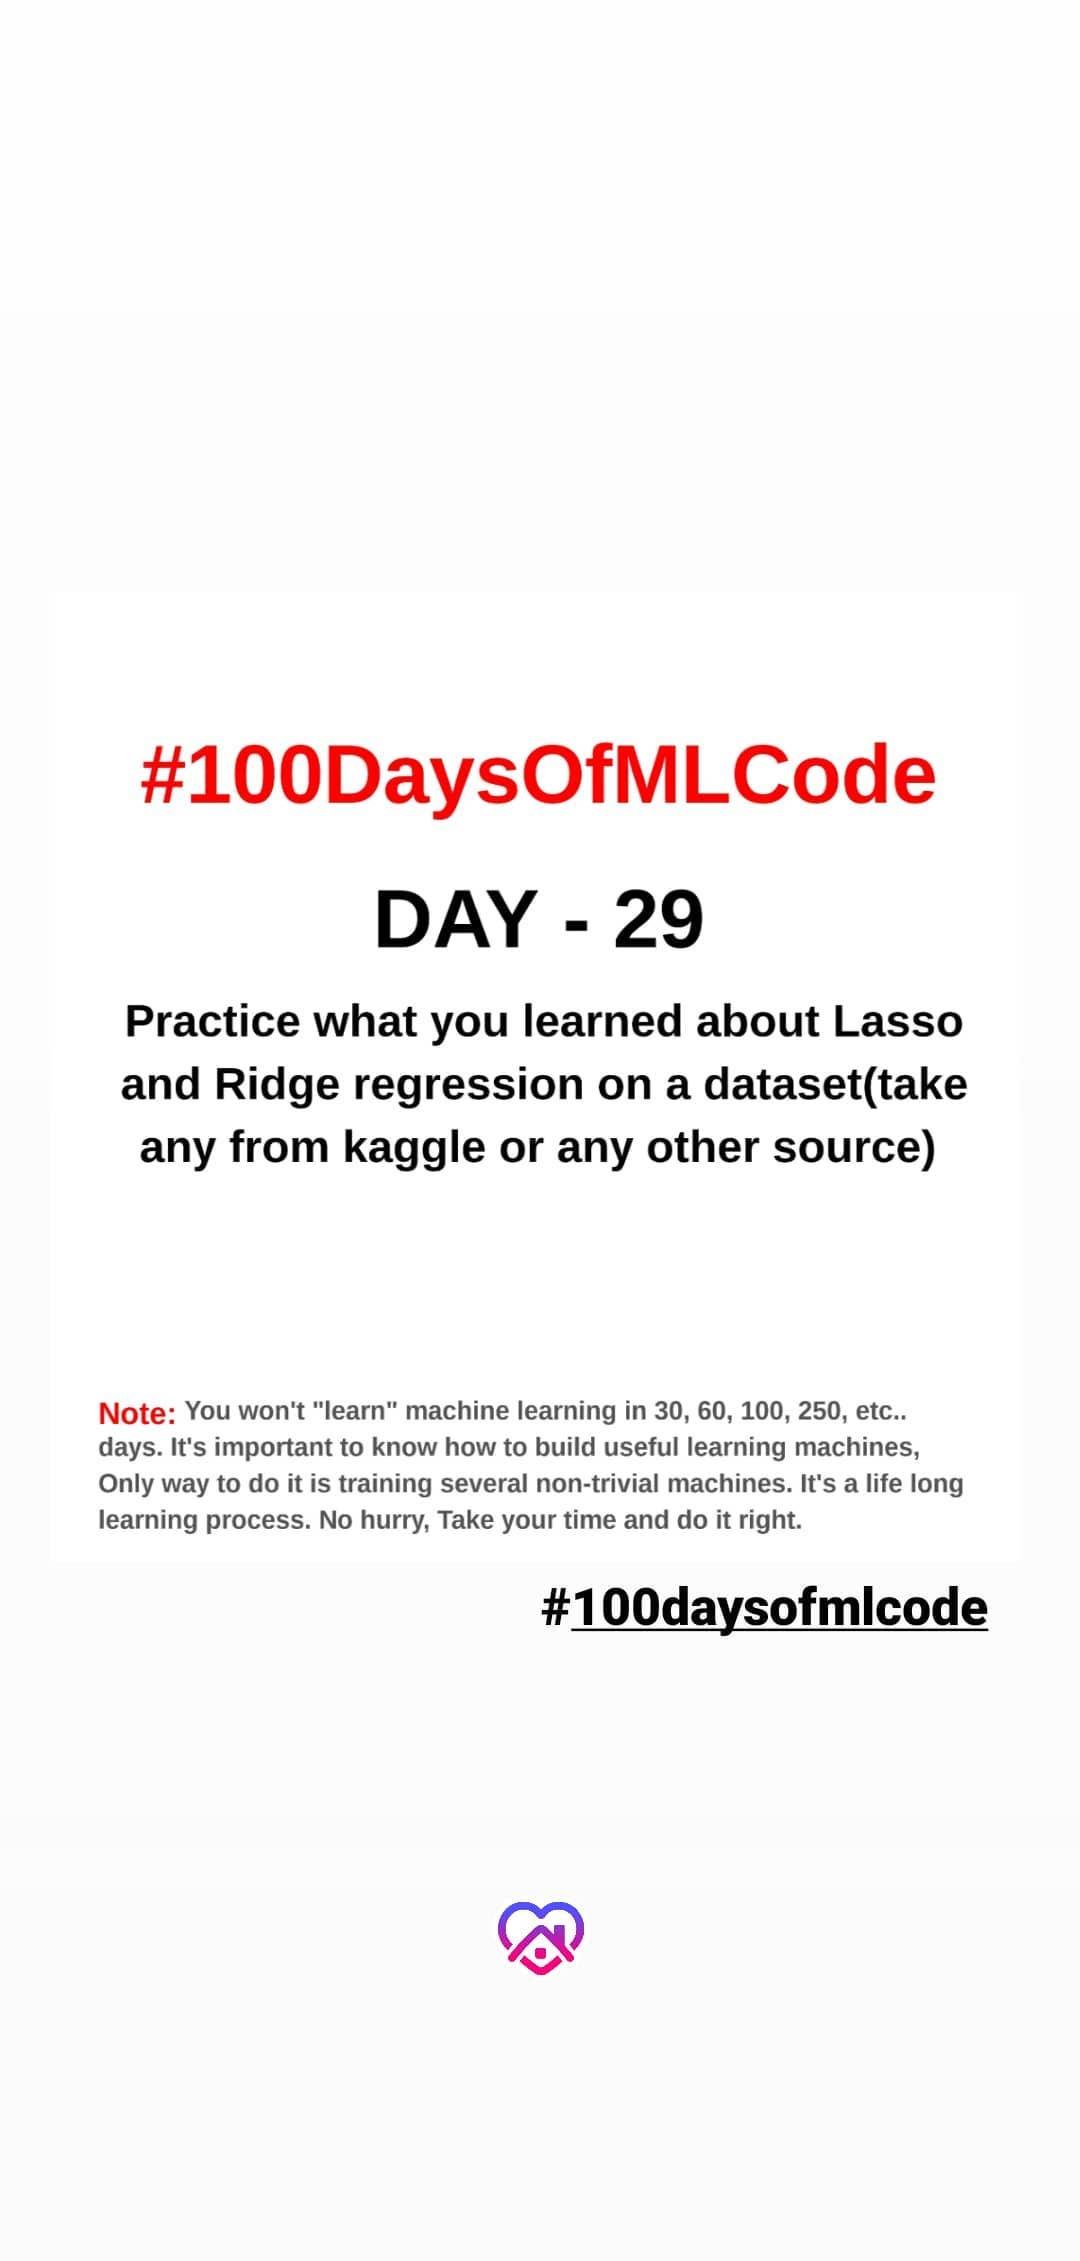 #100DaysOfMLCode
DAY - 29
Practice what you learned about Lasso
and Ridge regression on a dataset(take
any from kaggle or any other source)
Note: You won't "learn" machine learning in 30, 60, 100, 250, etc..
days. It's important to know how to build useful learning machines,
Only way to do it is training several non-trivial machines. It's a life long
learning process. No hurry, Take your time and do it right.
#100daysofmlcode